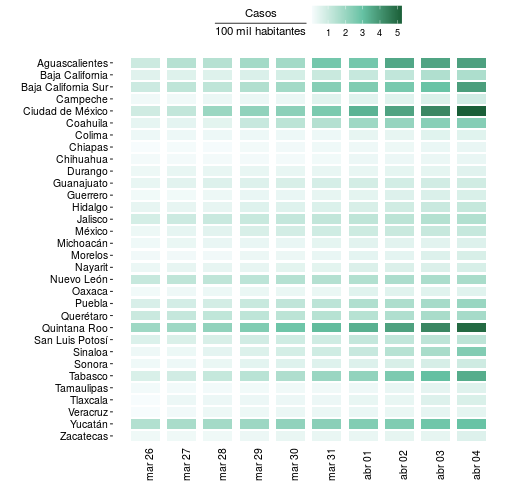 Casos
100 mil habitantes
1 2 3 4 5
Aguascalientes
Baja California
Baja California Sur
Campeche
Ciudad de México
Coahuila
Colima
Chiapas
Chihuahua
Durango
Guanajuato
Guerrero
Hidalgo
Jalisco
México
Michoacán
Morelos
Nayarit
Nuevo León
Oaxaca
Puebla
Querétaro
Quintana Roo
San Luis Potosí
Sinaloa
Sonora
Tabasco
Tamaulipas
Tlaxcala
Veracruz
Yucatán
Zacatecas
mar 26
mar 27
mar 28
mar 29
mar 30
mar 31
abr 01
abr 02
abr 03
abr 04